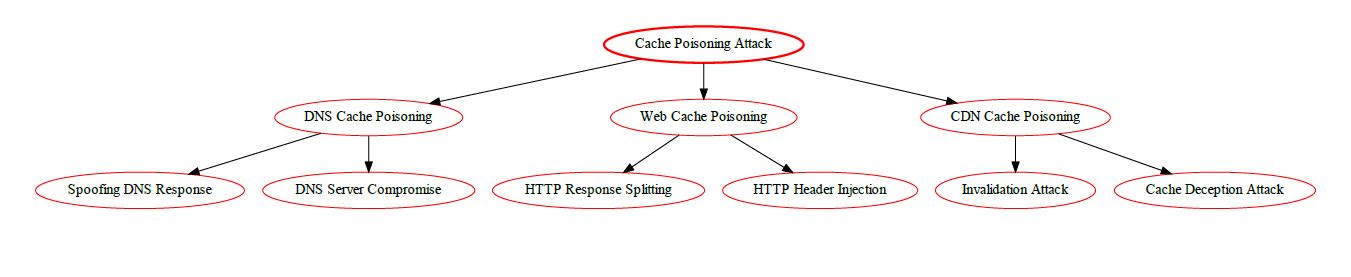 Cache Poisoning Attack
DNS Cache Poisoning
Web Cache Poisoning
CDN Cache Poisoning
Spoofing DNS Response
DNS Server Compromise
HTTP Response Splitting
HTTP Header Injection
Invalidation Attack
Cache Deception Attack